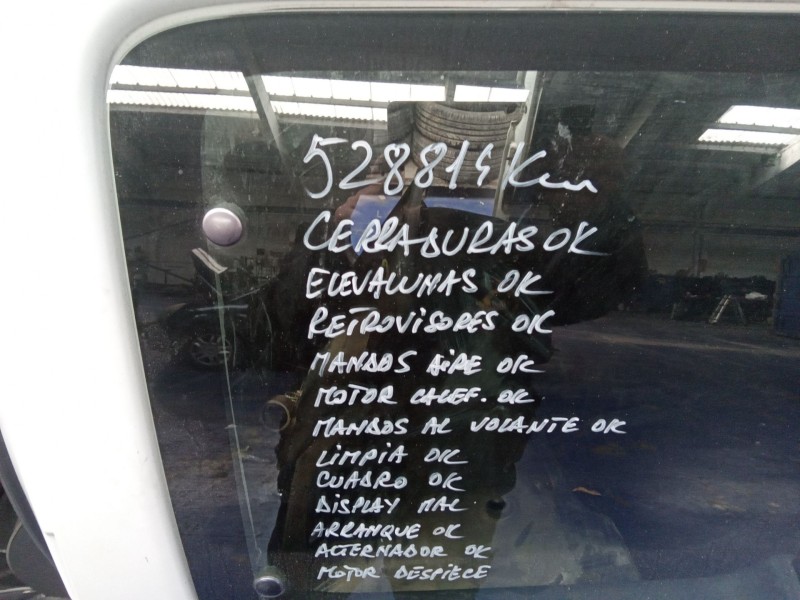 528814 Km
CERRADURAS OK
ELEVALUNAS OK
RETROVISORES OK
MANDOS AIRE OK
MOTOR CALEF. OK
MANDOS AL VOLANTE OK
LIMPIA OK
CUADRO OK
DISPLAY MAL
ARRANQUE OK
ALTERNADOR OK
MOTOR DESPIECE